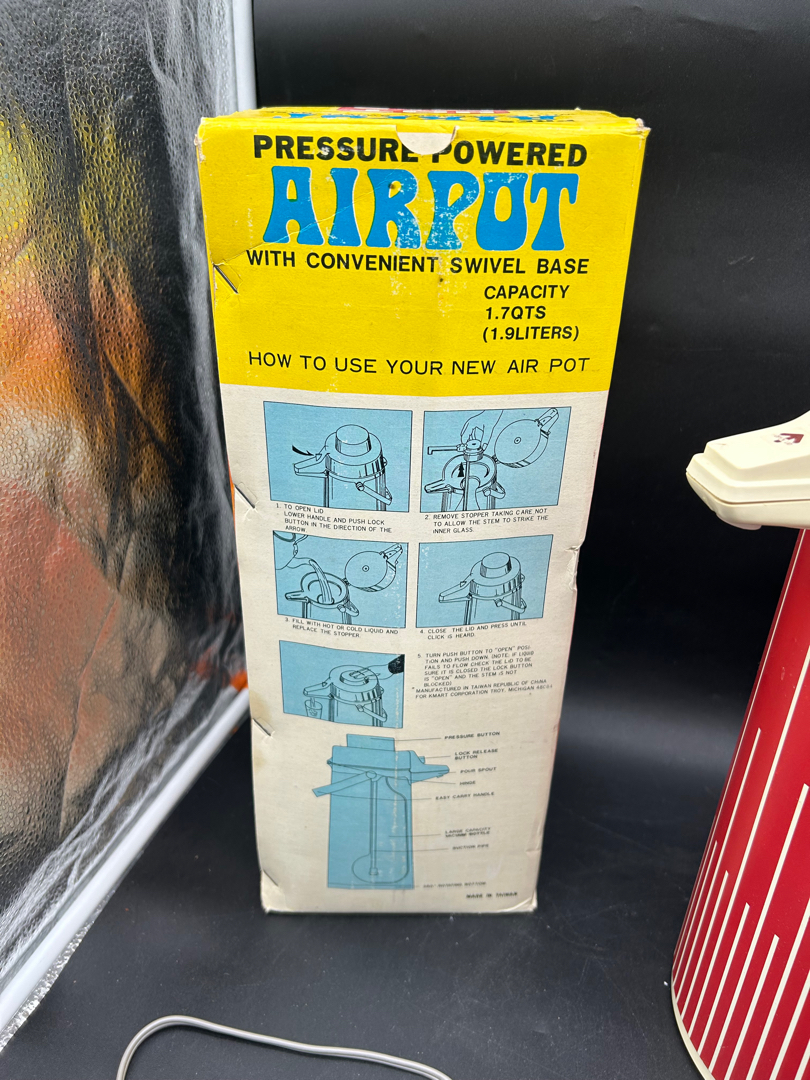 PRESSURE POWERED
AIRPOT
WITH CONVENIENT SWIVEL BASE
CAPACITY
1.7QTS
(1.9LITERS)
HOW TO USE YOUR NEW AIR POT
1. TO OPEN LID
LOWER HANDLE AND PUSH LOCK
BUTTON IN THE DIRECTION OF THE
ARROW.
2. REMOVE STOPPER TAKING CARE NOT
TO ALLOW THE STEM TO STRIKE THE
INNER GLASS.
3. FILL WITH HOT OR COLD LIQUID AND
REPLACE THE STOPPER.
4. CLOSE THE LID AND PRESS UNTIL
CLICK IS HEARD.
5. TURN PUSH BUTTON TO "OPEN" POSI-
TION AND PUSH DOWN. (NOTE: IF LIQUID
FAILS TO FLOW CHECK THE LID TO BE
SURE IT IS CLOSED THE LOCK BUTTON
IS "OPEN" AND THE STEM IS NOT
BLOCKED)
MANUFACTURED IN TAIWAN REPUBLIC OF CHINA
FOR KMART CORPORATION TROY, MICHIGAN
PRESSURE BUTTON
LOCK RELEASE
BUTTON
POUR SPOUT
HINGE
EASY CARRY HANDLE
LARGE CAPACITY
VACUUM BOTTLE
SUCTION PIPE
BOTTOM
MADE IN TAIWAN